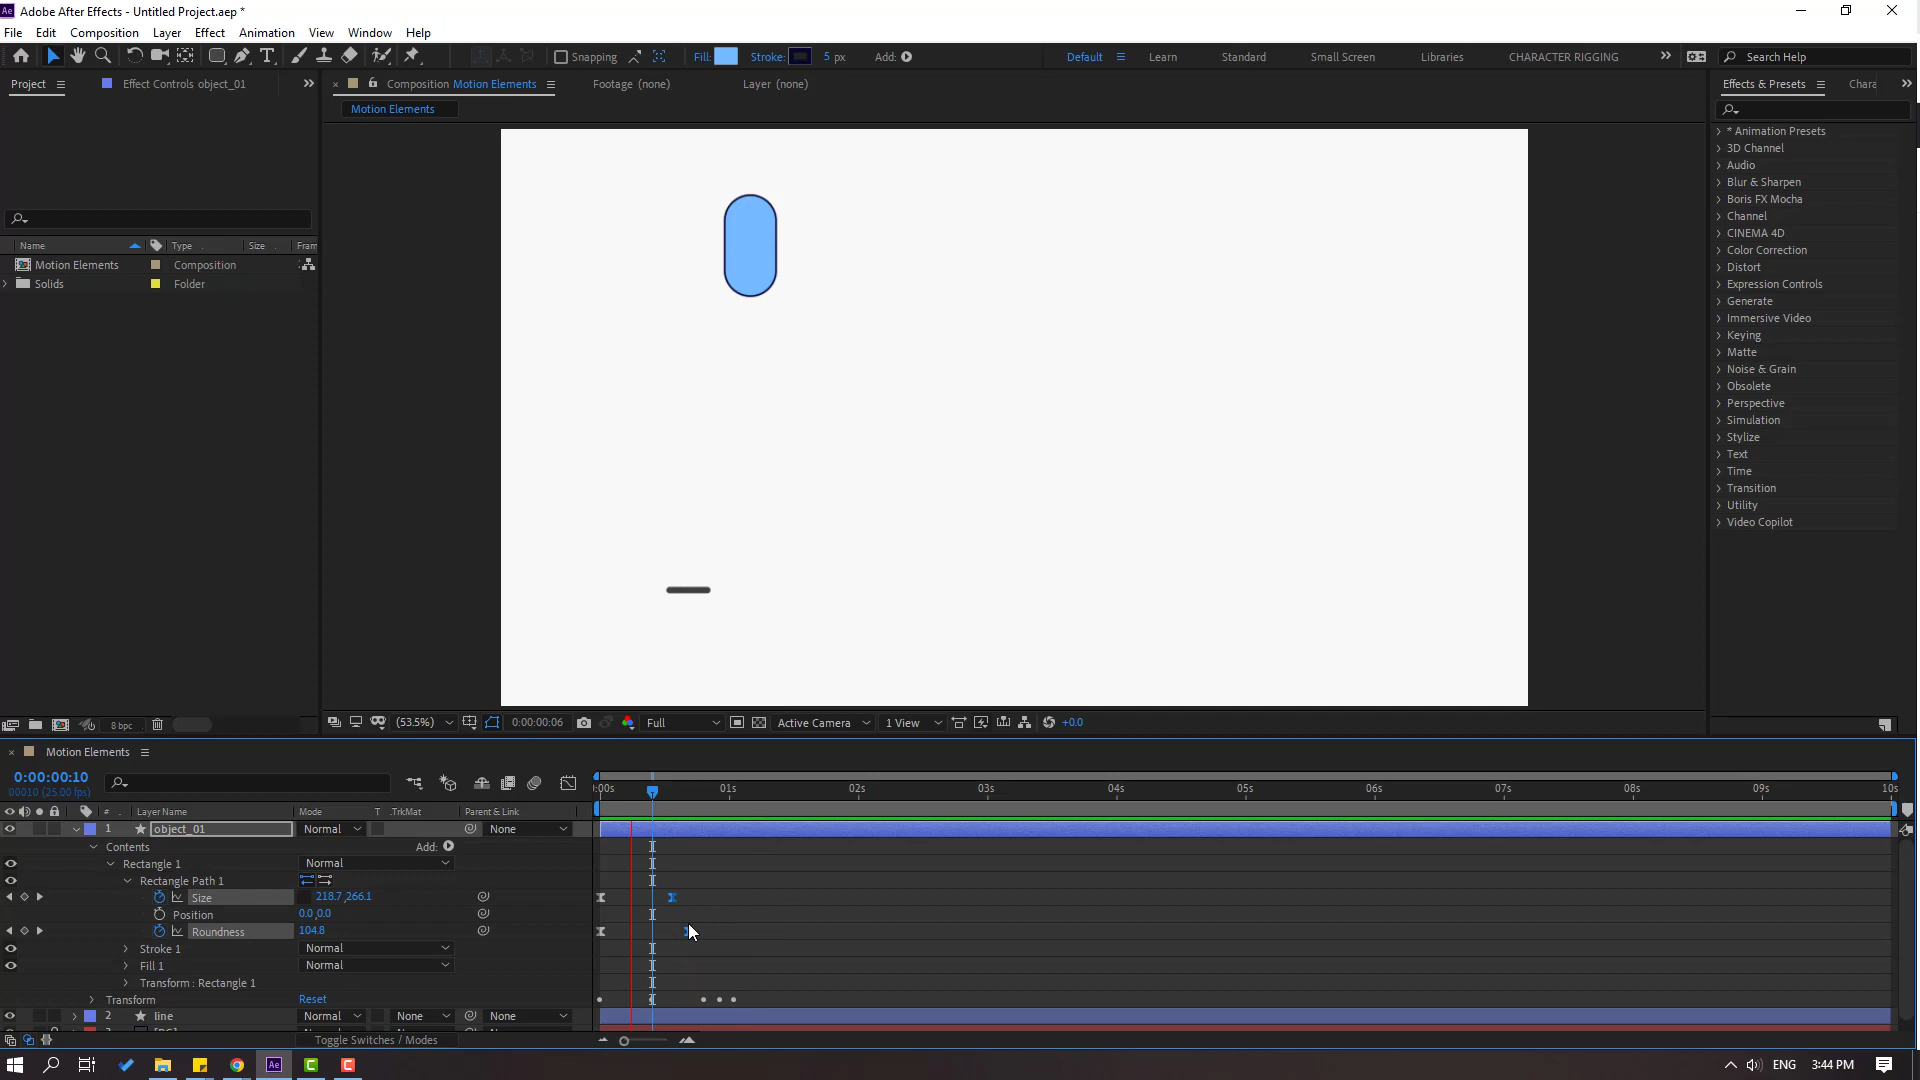 Adobe After Effects - Untitled Project.aep *
File Edit Composition Layer Effect Animation View Window Help
Snapping Fill: Stroke: 5 px Add: Default Learn Standard Small Screen Libraries CHARACTER RIGGING Search Help
Project Effect Controls object_01 Composition Motion Elements Footage (none) Layer (none) Effects & Presets Chara
Motion Elements
* Animation Presets
3D Channel
Audio
Blur & Sharpen
Boris FX Mocha
Channel
CINEMA 4D
Color Correction
Distort
Expression Controls
Generate
Immersive Video
Keying
Matte
Noise & Grain
Obsolete
Perspective
Simulation
Stylize
Text
Time
Transition
Utility
Video Copilot
Name Type Size Fram
Motion Elements Composition
Solids Folder
8 bpc
(53.5%) 0:00:00:06 Full Active Camera 1 View +0.0
Motion Elements
0:00:00:10
00010 (25.00 fps)
:00s 01s 02s 03s 04s 05s 06s 07s 08s 09s 10s
# Layer Name Mode T .TrkMat Parent & Link
1 object_01 Normal None
Contents Add:
Rectangle 1 Normal
Rectangle Path 1
Size 218.7,266.1
Position 0.0,0.0
Roundness 104.8
Stroke 1 Normal
Fill 1 Normal
Transform : Rectangle 1
Transform Reset
2 line Normal None None
Toggle Switches / Modes
Ae ENG 3:44 PM